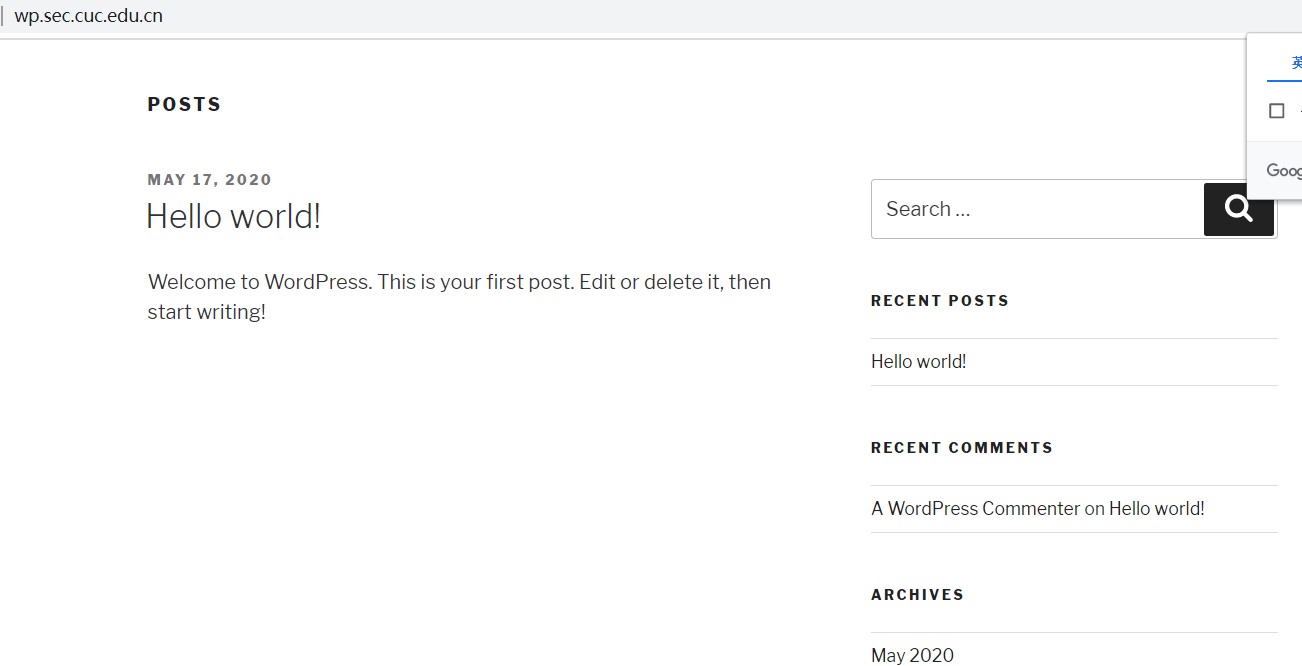 wp.sec.cuc.edu.cn
POSTS
MAY 17, 2020
Hello world!
Welcome to WordPress. This is your first post. Edit or delete it, then
start writing!
英
Goog
Search …
RECENT POSTS
Hello world!
RECENT COMMENTS
A WordPress Commenter on Hello world!
ARCHIVES
May 2020